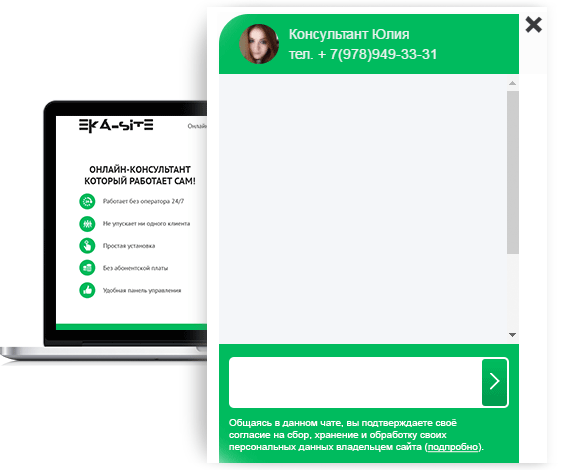 Консультант Юлия
тел. + 7(978)949-33-31
EKA-SITE
Онлайн
ОНЛАЙН-КОНСУЛЬТАНТ
КОТОРЫЙ РАБОТАЕТ САМ!
Работает без оператора 24/7
Не упускает ни одного клиента
Простая установка
Без абонентской платы
Удобная панель управления
Общаясь в данном чате, вы подтверждаете своё
согласие на сбор, хранение и обработку своих
персональных данных владельцем сайта (подпробно).